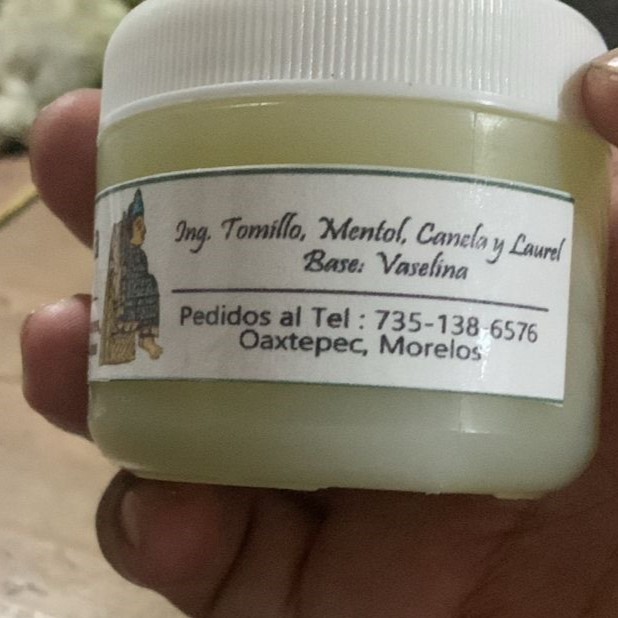 Ing. Tomillo, Mentol, Canela y Laurel
Base: Vaselina
Pedidos al Tel : 735-138-6576
Oaxtepec, Morelos